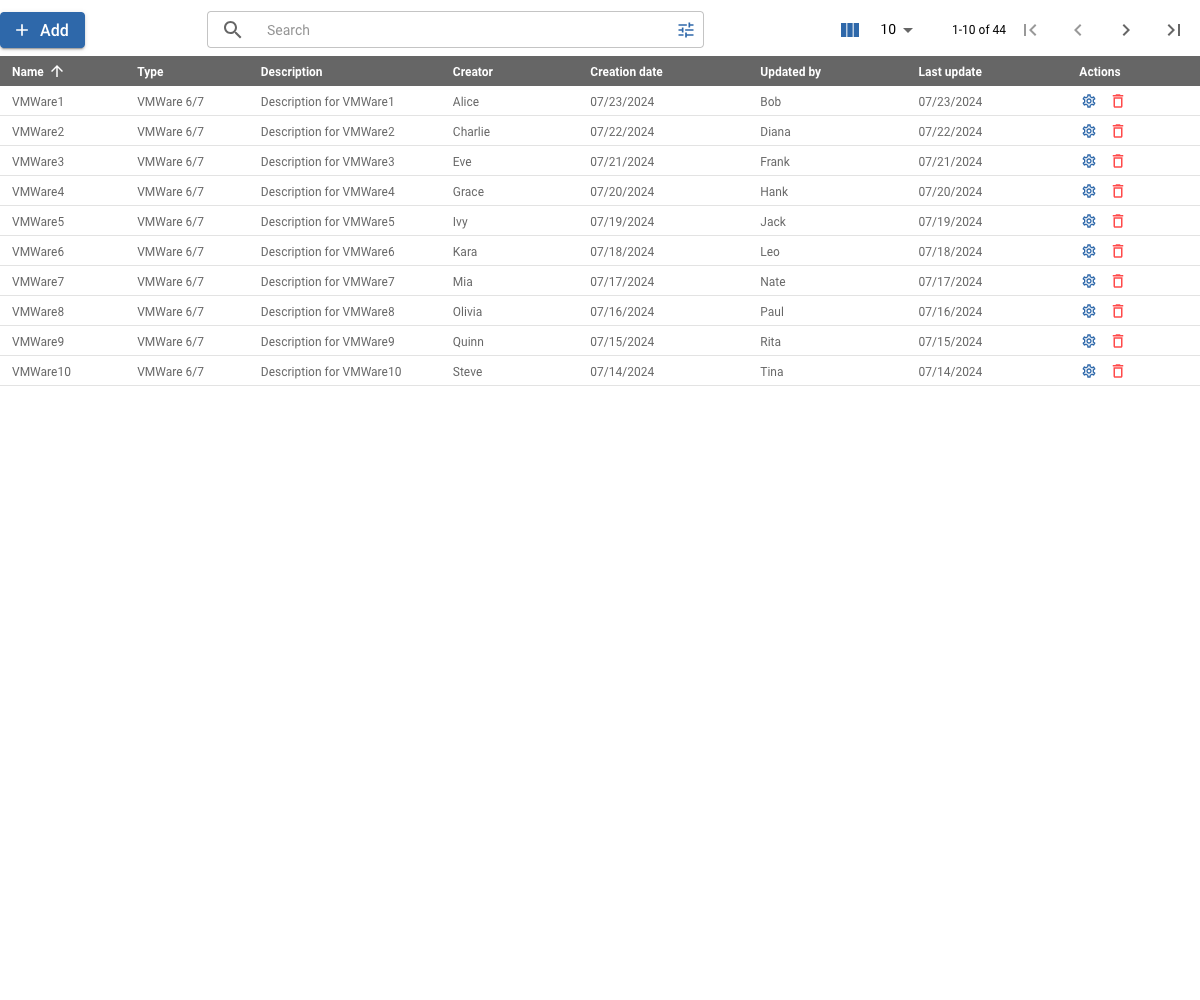 Add Search 10 1-10 of 44
Name Type Description Creator Creation date Updated by Last update Actions
VMWare1 VMWare 6/7 Description for VMWare1 Alice 07/23/2024 Bob 07/23/2024
VMWare2 VMWare 6/7 Description for VMWare2 Charlie 07/22/2024 Diana 07/22/2024
VMWare3 VMWare 6/7 Description for VMWare3 Eve 07/21/2024 Frank 07/21/2024
VMWare4 VMWare 6/7 Description for VMWare4 Grace 07/20/2024 Hank 07/20/2024
VMWare5 VMWare 6/7 Description for VMWare5 Ivy 07/19/2024 Jack 07/19/2024
VMWare6 VMWare 6/7 Description for VMWare6 Kara 07/18/2024 Leo 07/18/2024
VMWare7 VMWare 6/7 Description for VMWare7 Mia 07/17/2024 Nate 07/17/2024
VMWare8 VMWare 6/7 Description for VMWare8 Olivia 07/16/2024 Paul 07/16/2024
VMWare9 VMWare 6/7 Description for VMWare9 Quinn 07/15/2024 Rita 07/15/2024
VMWare10 VMWare 6/7 Description for VMWare10 Steve 07/14/2024 Tina 07/14/2024